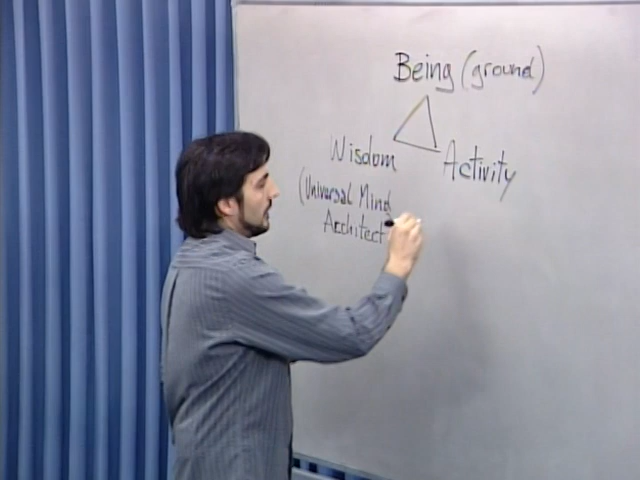 Being (ground)
Wisdom
Activity
(Universal Mind
Architect